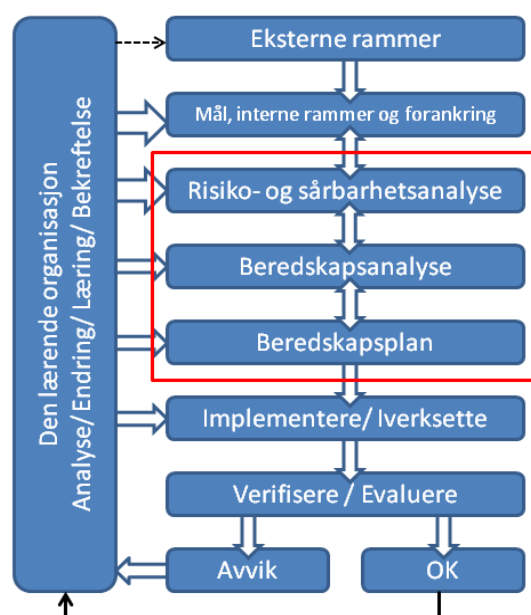 Den lærende organisasjon
Analyse/ Endring/ Læring/ Bekreftelse
Eksterne rammer
Mål, interne rammer og forankring
Risiko- og sårbarhetsanalyse
Beredskapsanalyse
Beredskapsplan
Implementere/ Iverksette
Verifisere / Evaluere
Avvik
OK